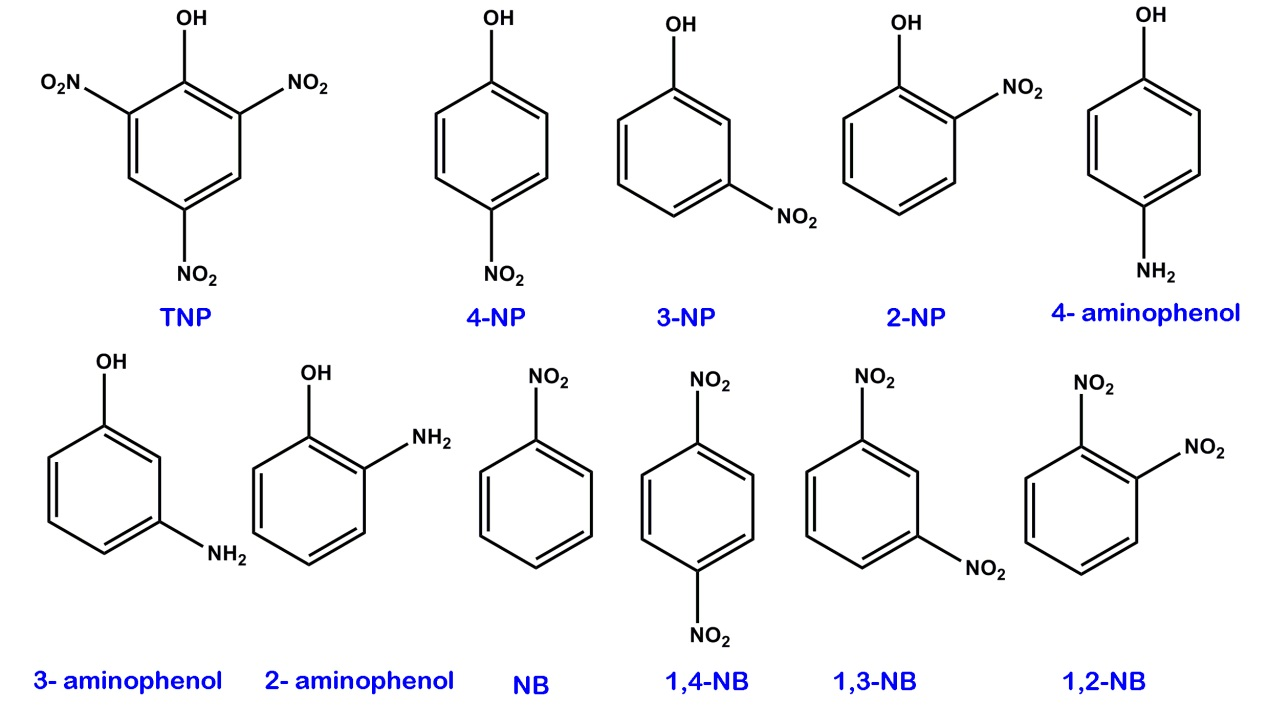 OH OH OH OH OH
O₂N NO₂ NO₂
NO₂ NO₂ NO₂ NH₂
TNP 4-NP 3-NP 2-NP 4- aminophenol
OH OH NO₂ NO₂ NO₂ NO₂
NH₂ NO₂
NH₂ NO₂
NO₂
3- aminophenol 2- aminophenol NB 1,4-NB 1,3-NB 1,2-NB